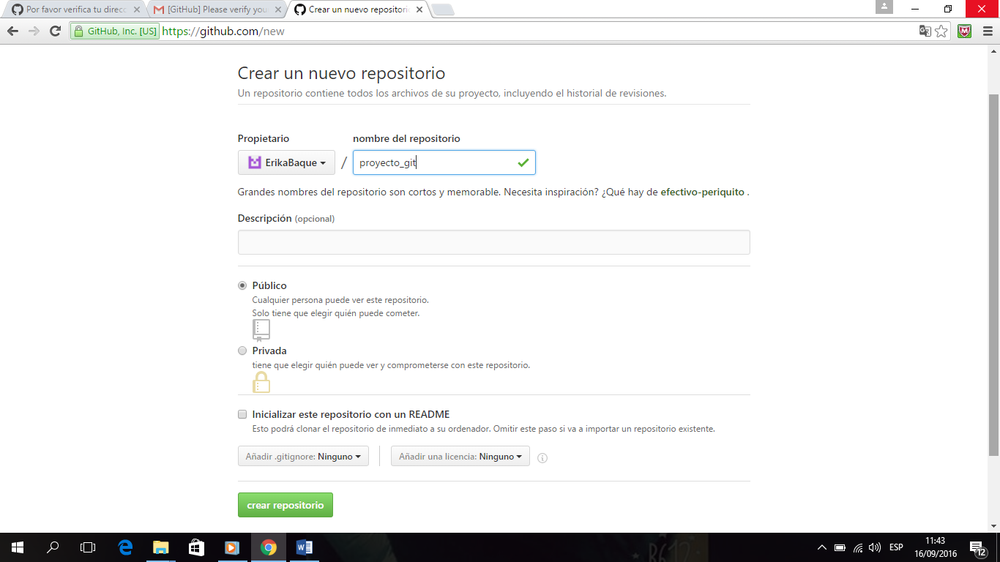 Por favor verifica tu direcc
[GitHub] Please verify you
Crear un nuevo repositorio
GitHub, Inc. [US]
https://github.com/new
Crear un nuevo repositorio
Un repositorio contiene todos los archivos de su proyecto, incluyendo el historial de revisiones.
Propietario
nombre del repositorio
ErikaBaque
/
proyecto_git
Grandes nombres del repositorio son cortos y memorable. Necesita inspiración? ¿Qué hay de efectivo-periquito .
Descripción (opcional)
Público
Cualquier persona puede ver este repositorio.
Solo tiene que elegir quién puede cometer.
Privada
tiene que elegir quién puede ver y comprometerse con este repositorio.
Inicializar este repositorio con un README
Esto podrá clonar el repositorio de inmediato a su ordenador. Omitir este paso si va a importar un repositorio existente.
Añadir .gitignore: Ninguno
Añadir una licencia: Ninguno
crear repositorio
ESP
11:43
16/09/2016
12